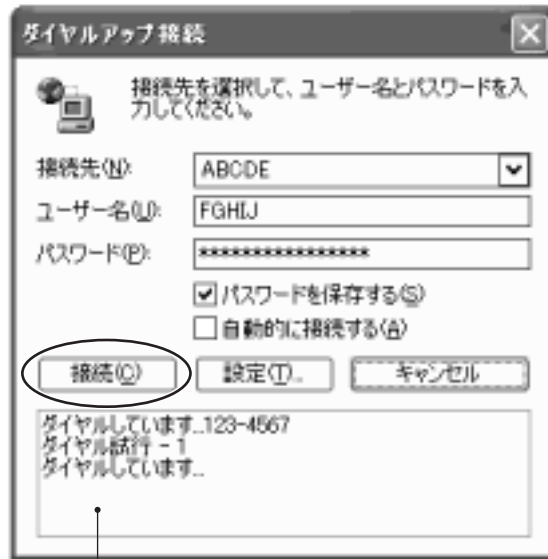 ダイヤルアップ接続
接続先を選択して、ユーザー名とパスワードを入
力してください。
接続先(N):
ABCDE
ユーザー名(U):
FGHIJ
パスワード(P):
****************
パスワードを保存する(S)
自動的に接続する(A)
接続(C)
設定(T)...
キャンセル
ダイヤルしています...123-4567
ダイヤル試行 - 1
ダイヤルしています...